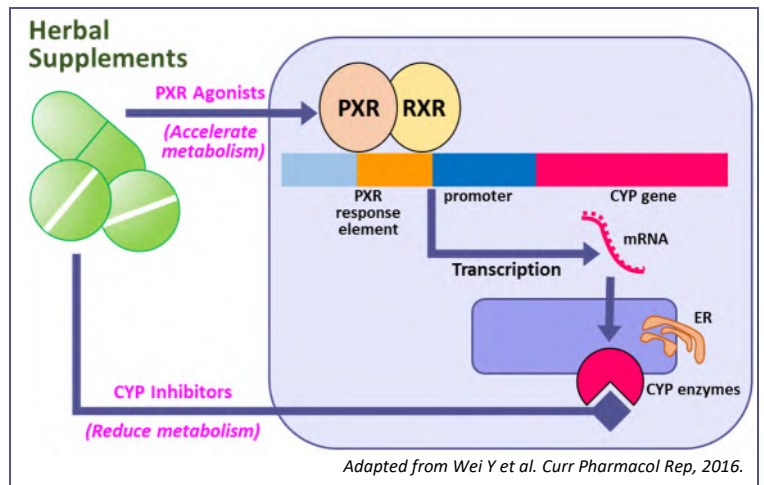 Herbal
Supplements
PXR Agonists
(Accelerate
metabolism)
PXR
RXR
PXR
response
element
promoter
CYP gene
mRNA
Transcription
ER
CYP enzymes
CYP Inhibitors
(Reduce metabolism)
Adapted from Wei Y et al. Curr Pharmacol Rep, 2016.